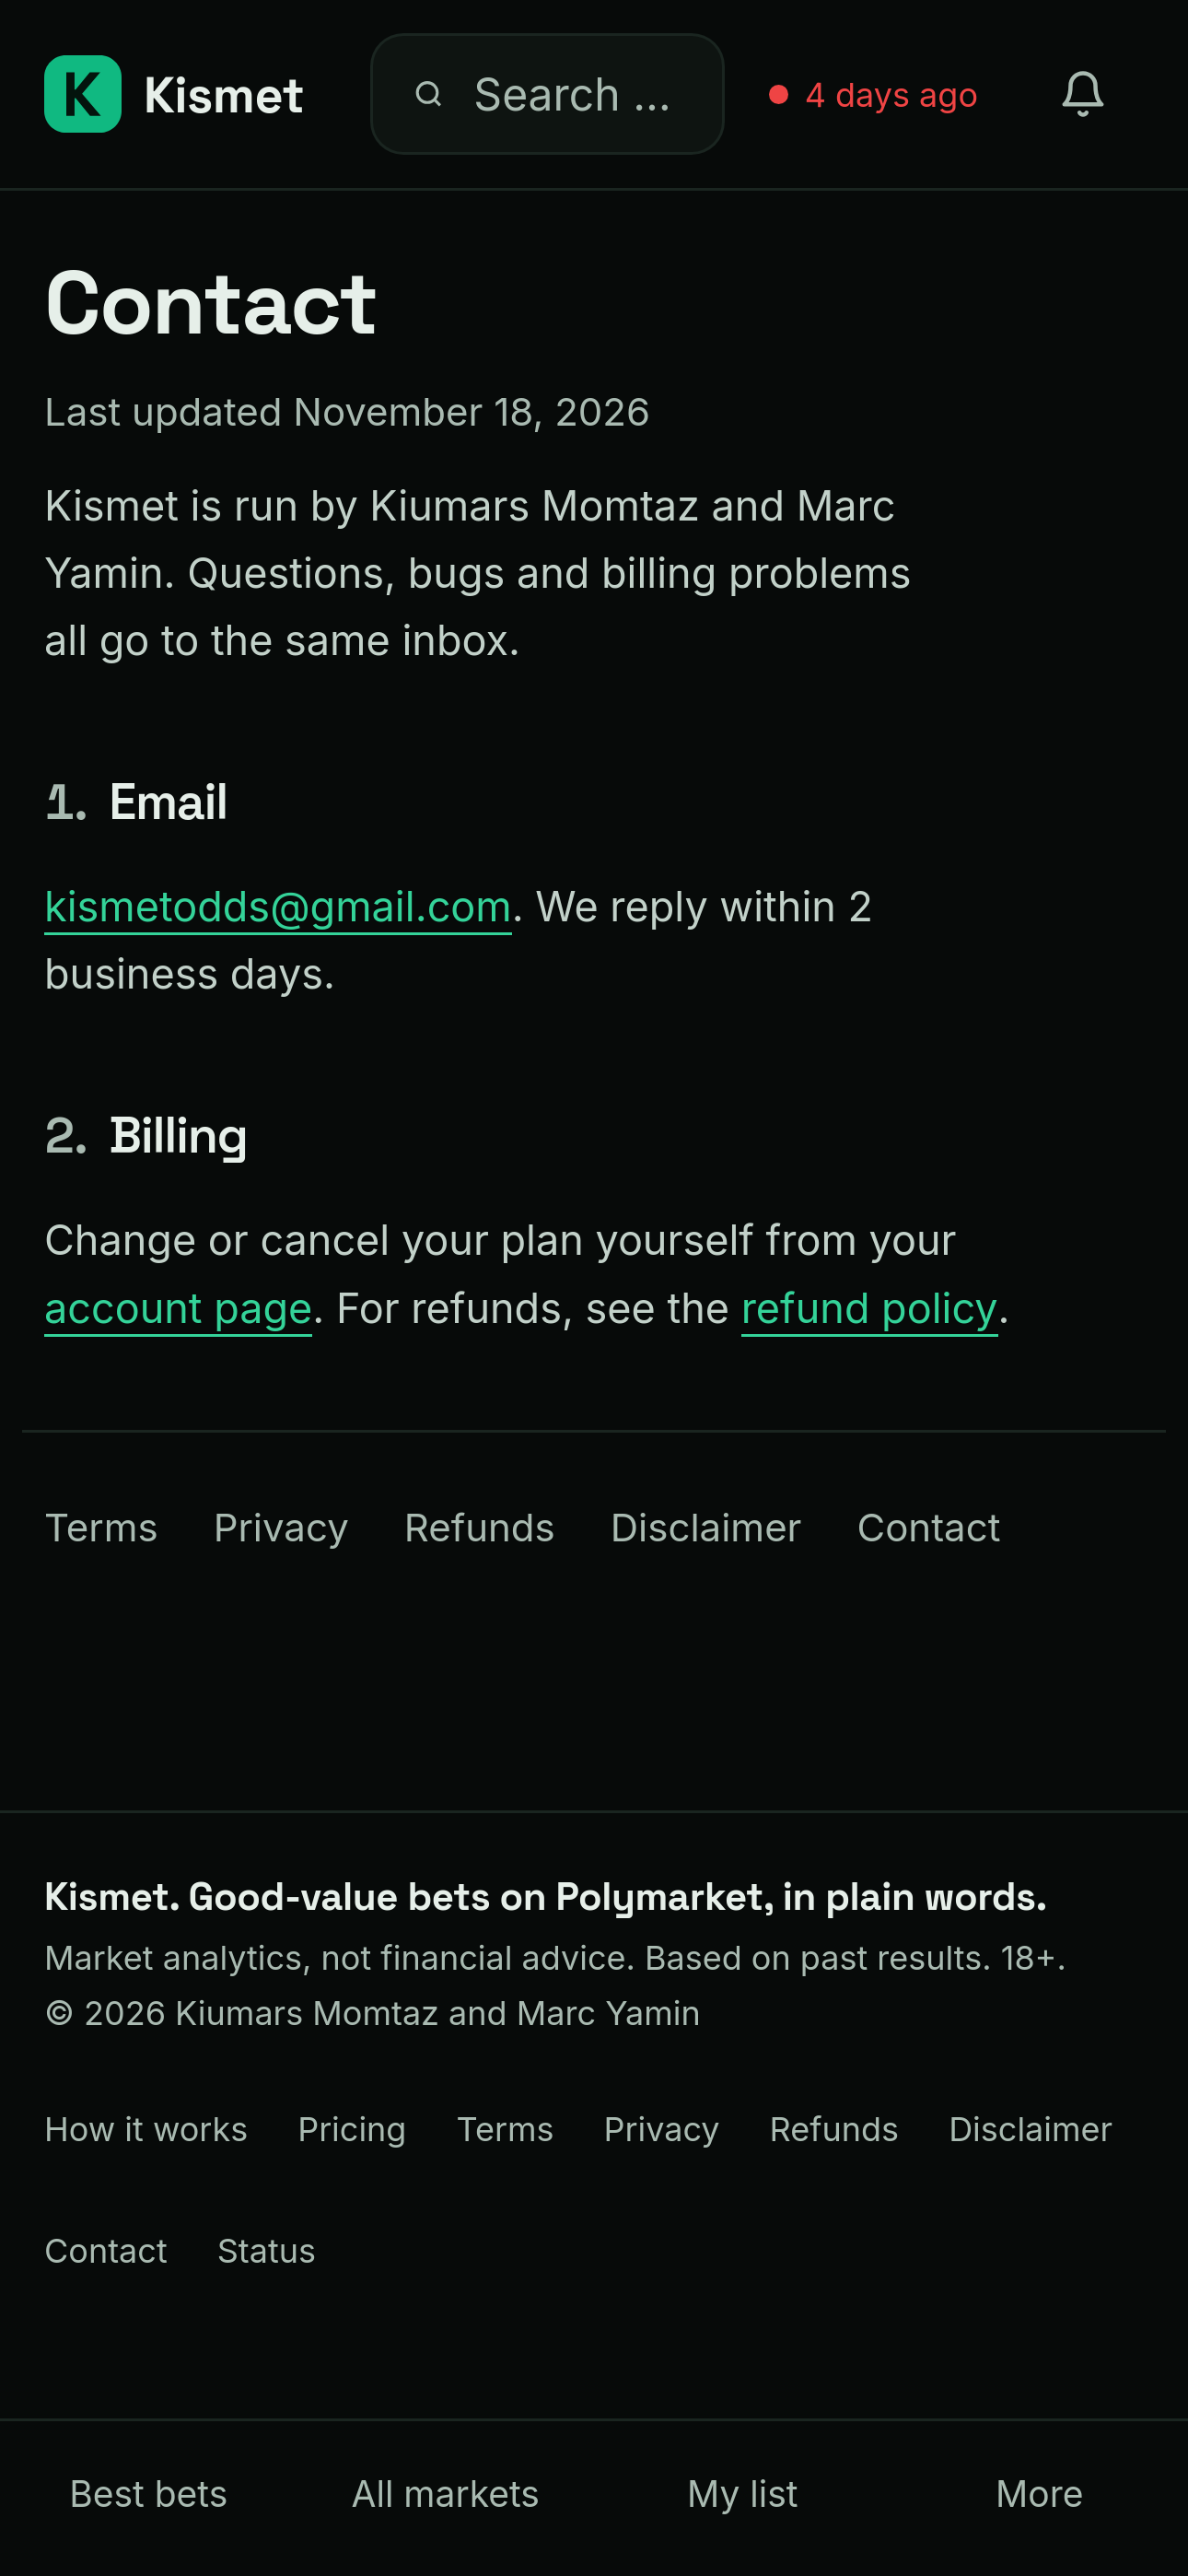 K Kismet
Search ...
4 days ago
Contact
Last updated November 18, 2026
Kismet is run by Kiumars Momtaz and Marc
Yamin. Questions, bugs and billing problems
all go to the same inbox.
1. Email
kismetodds@gmail.com. We reply within 2
business days.
2. Billing
Change or cancel your plan yourself from your
account page. For refunds, see the refund policy.
Terms Privacy Refunds Disclaimer Contact
Kismet. Good-value bets on Polymarket, in plain words.
Market analytics, not financial advice. Based on past results. 18+.
© 2026 Kiumars Momtaz and Marc Yamin
How it works Pricing Terms Privacy Refunds Disclaimer
Contact Status
Best bets All markets My list More